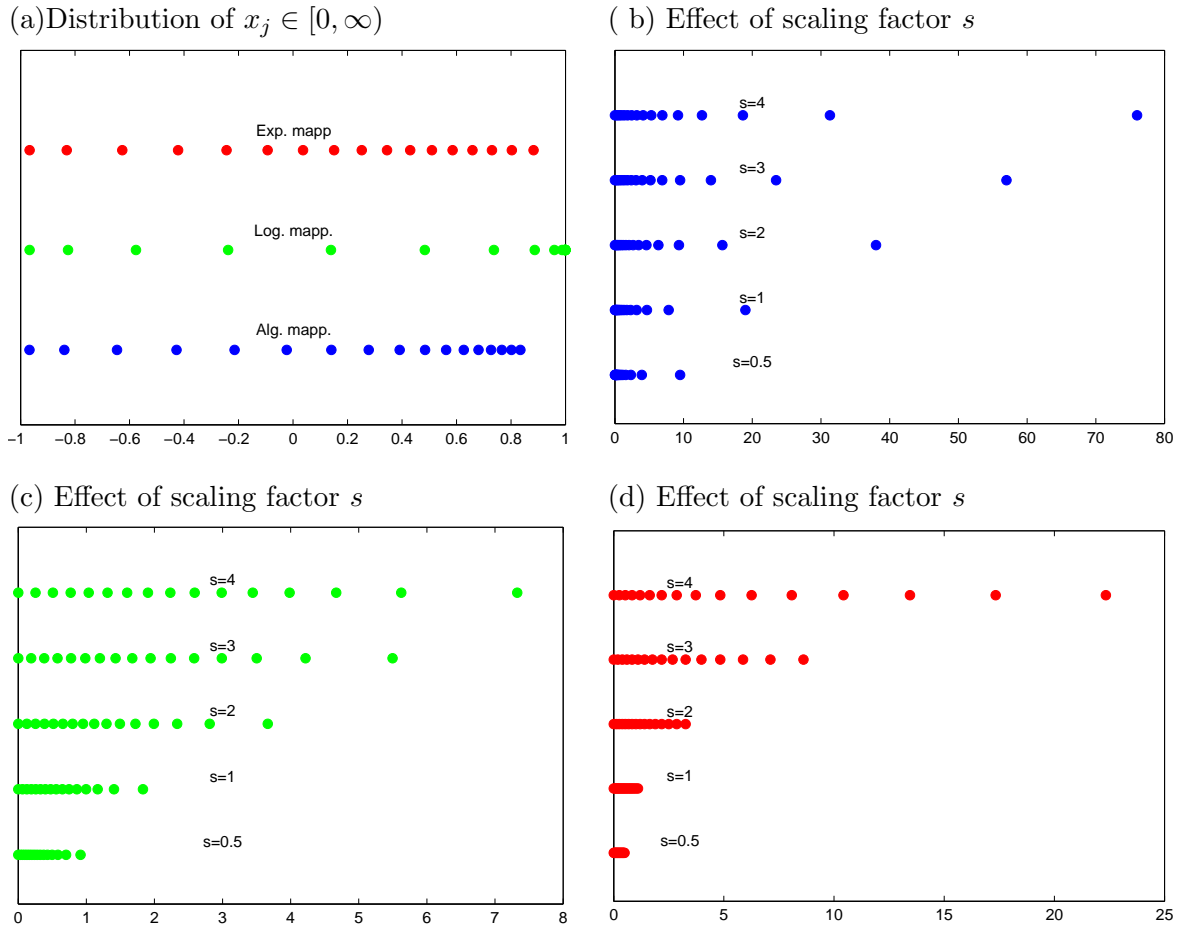 (a)Distribution of $x_j \in [0, \infty)$
Exp. mapp
Log. mapp.
Alg. mapp.
−1 −0.8 −0.6 −0.4 −0.2 0 0.2 0.4 0.6 0.8 1
( b) Effect of scaling factor s
s=4
s=3
s=2
s=1
s=0.5
0 10 20 30 40 50 60 70 80
(c) Effect of scaling factor s
s=4
s=3
s=2
s=1
s=0.5
0 1 2 3 4 5 6 7 8
(d) Effect of scaling factor s
s=4
s=3
s=2
s=1
s=0.5
0 5 10 15 20 25